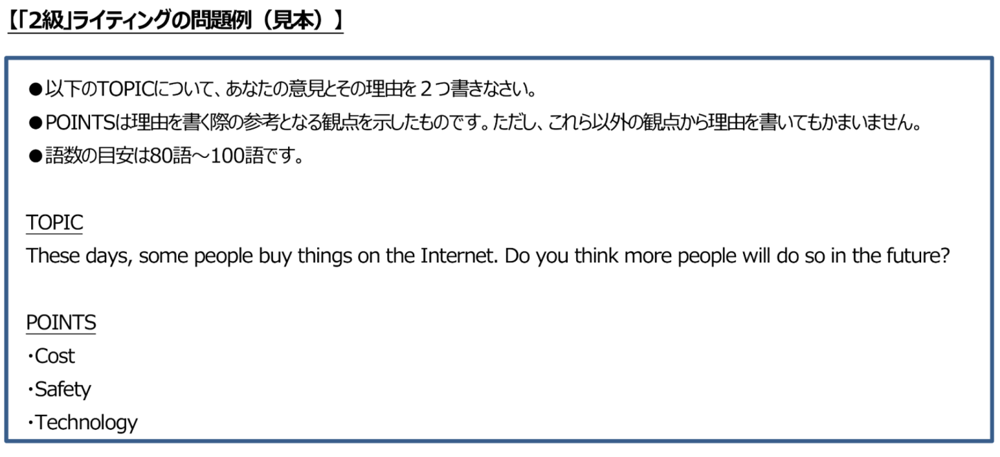 【「2級」ライティングの問題例（見本）】
●以下のTOPICについて、あなたの意見とその理由を２つ書きなさい。
●POINTSは理由を書く際の参考となる観点を示したものです。ただし、これら以外の観点から理由を書いてもかまいません。
●語数の目安は80語～100語です。
TOPIC
These days, some people buy things on the Internet. Do you think more people will do so in the future?
POINTS
・Cost
・Safety
・Technology